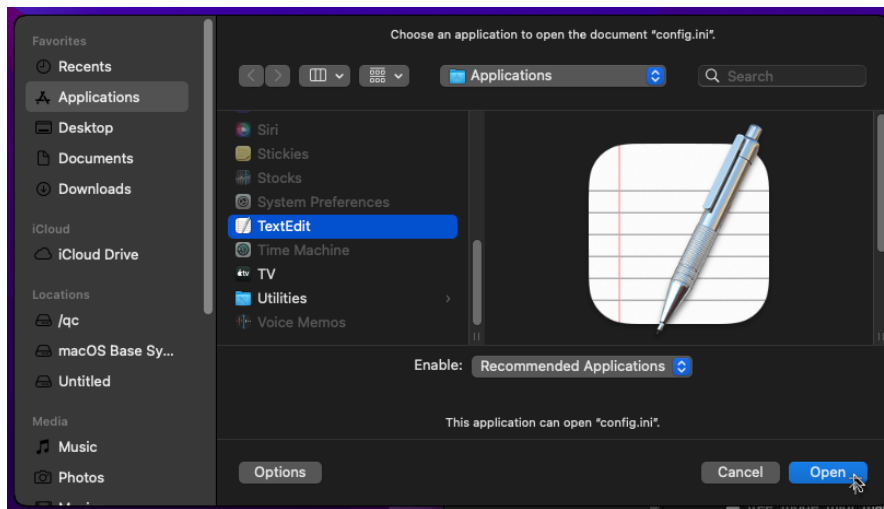 Choose an application to open the document "config.ini".
Favorites
Recents
Applications
Desktop
Documents
Downloads
iCloud
iCloud Drive
Locations
/qc
macOS Base Sy...
Untitled
Media
Music
Photos
Applications
Search
Siri
Stickies
Stocks
System Preferences
TextEdit
Time Machine
tv TV
Utilities
Voice Memos
Enable: Recommended Applications
This application can open "config.ini".
Options
Cancel
Open